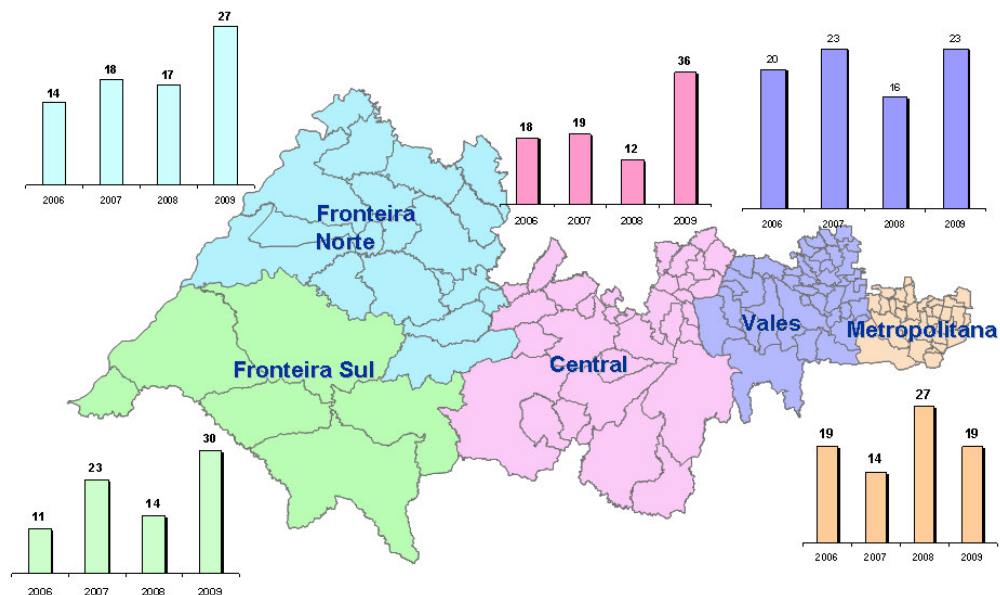 14 18 17 27
2006 2007 2008 2009
18 19 12 36
2006 2007 2008 2009
20 23 16 23
2006 2007 2008 2009
Fronteira
Norte
Fronteira Sul
Central
Vales
Metropolitana
11 23 14 30
2006 2007 2008 2009
19 14 27 19
2006 2007 2008 2009